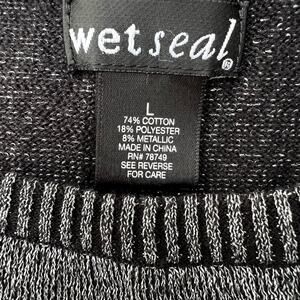 wet seal®
L
74% COTTON
18% POLYESTER
8% METALLIC
MADE IN CHINA
RN# 78749
SEE REVERSE
FOR CARE